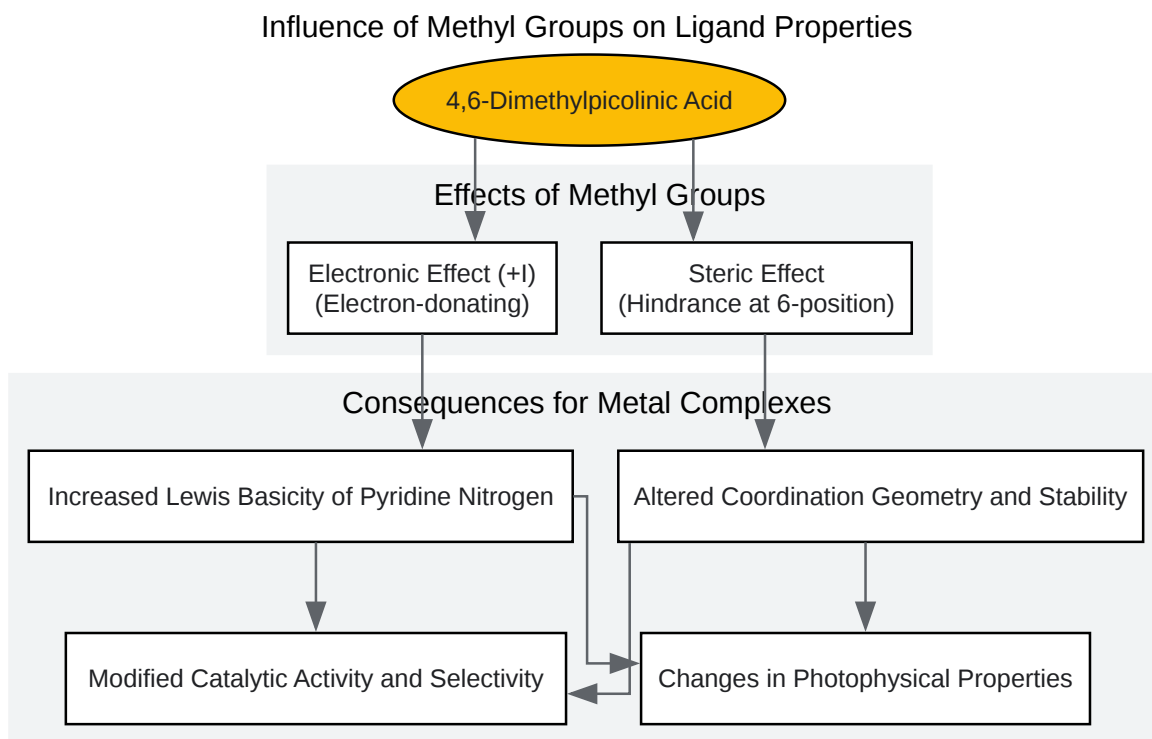 Influence of Methyl Groups on Ligand Properties
4,6-Dimethylpicolinic Acid
Effects of Methyl Groups
Electronic Effect (+I)
(Electron-donating)
Steric Effect
(Hindrance at 6-position)
Consequences for Metal Complexes
Increased Lewis Basicity of Pyridine Nitrogen
Altered Coordination Geometry and Stability
Modified Catalytic Activity and Selectivity
Changes in Photophysical Properties